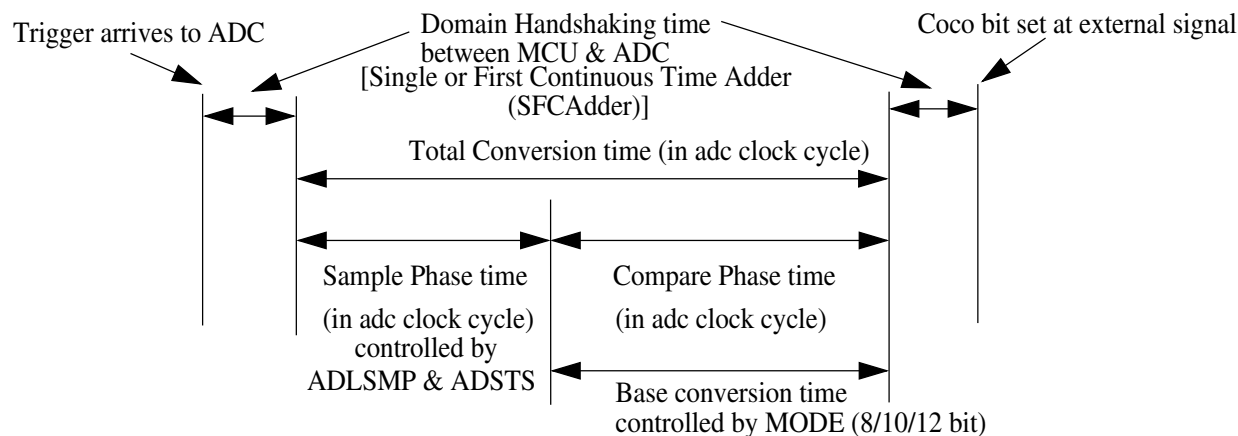 Trigger arrives to ADC
Domain Handshaking time
between MCU & ADC
[Single or First Continuous Time Adder
(SFCAdder)]
Coco bit set at external signal
Total Conversion time (in adc clock cycle)
Sample Phase time
(in adc clock cycle)
controlled by
ADLSMP & ADSTS
Compare Phase time
(in adc clock cycle)
Base conversion time
controlled by MODE (8/10/12 bit)